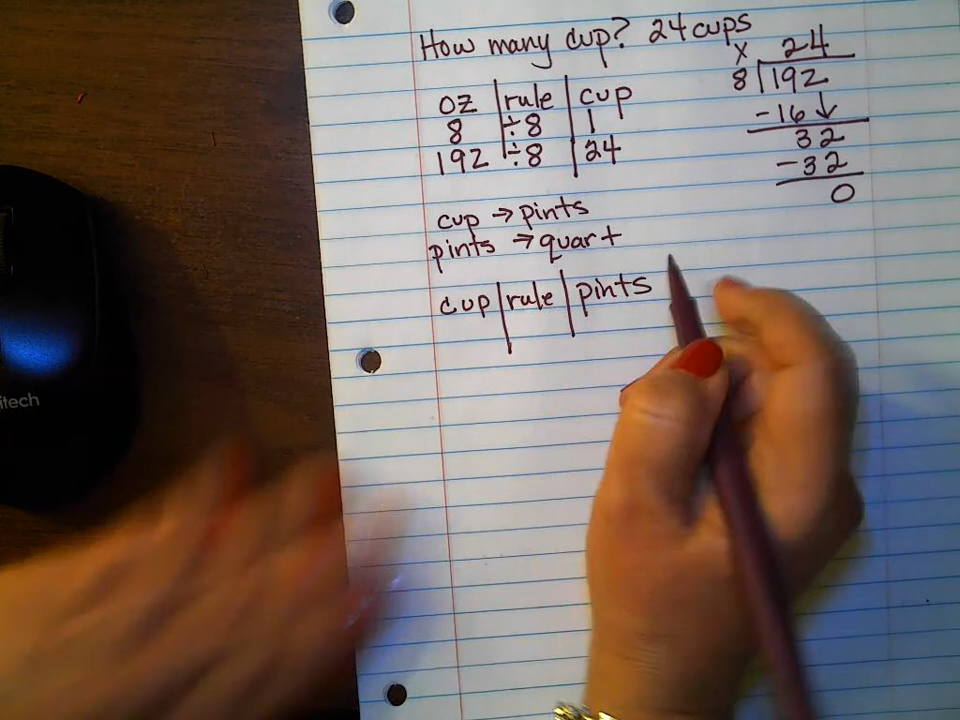 How many cup? 24 cups
oz | rule | cup
8 | ÷8 | 1
192 | ÷8 | 24
x 24
8 192
-16↓
32
-32
0
cup → pints
pints → quart
cup | rule | pints
itech